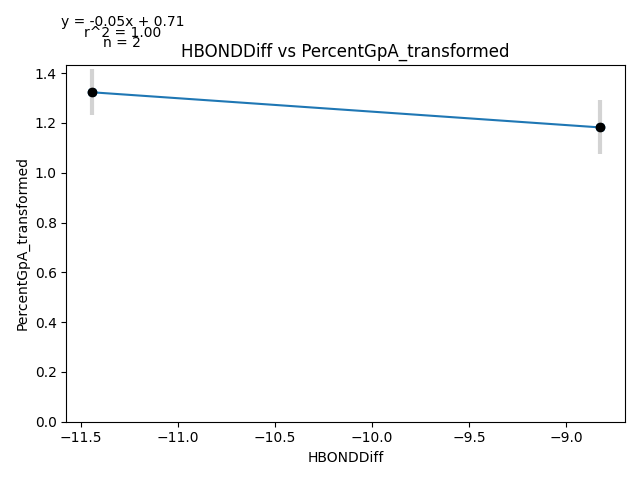 y = -0.05x + 0.71
r^2 = 1.00
n = 2
HBONDDiff vs PercentGpA_transformed
1.4
1.2
1.0
0.8
0.6
0.4
0.2
0.0
PercentGpA_transformed
−11.5
−11.0
−10.5
−10.0
−9.5
−9.0
HBONDDiff